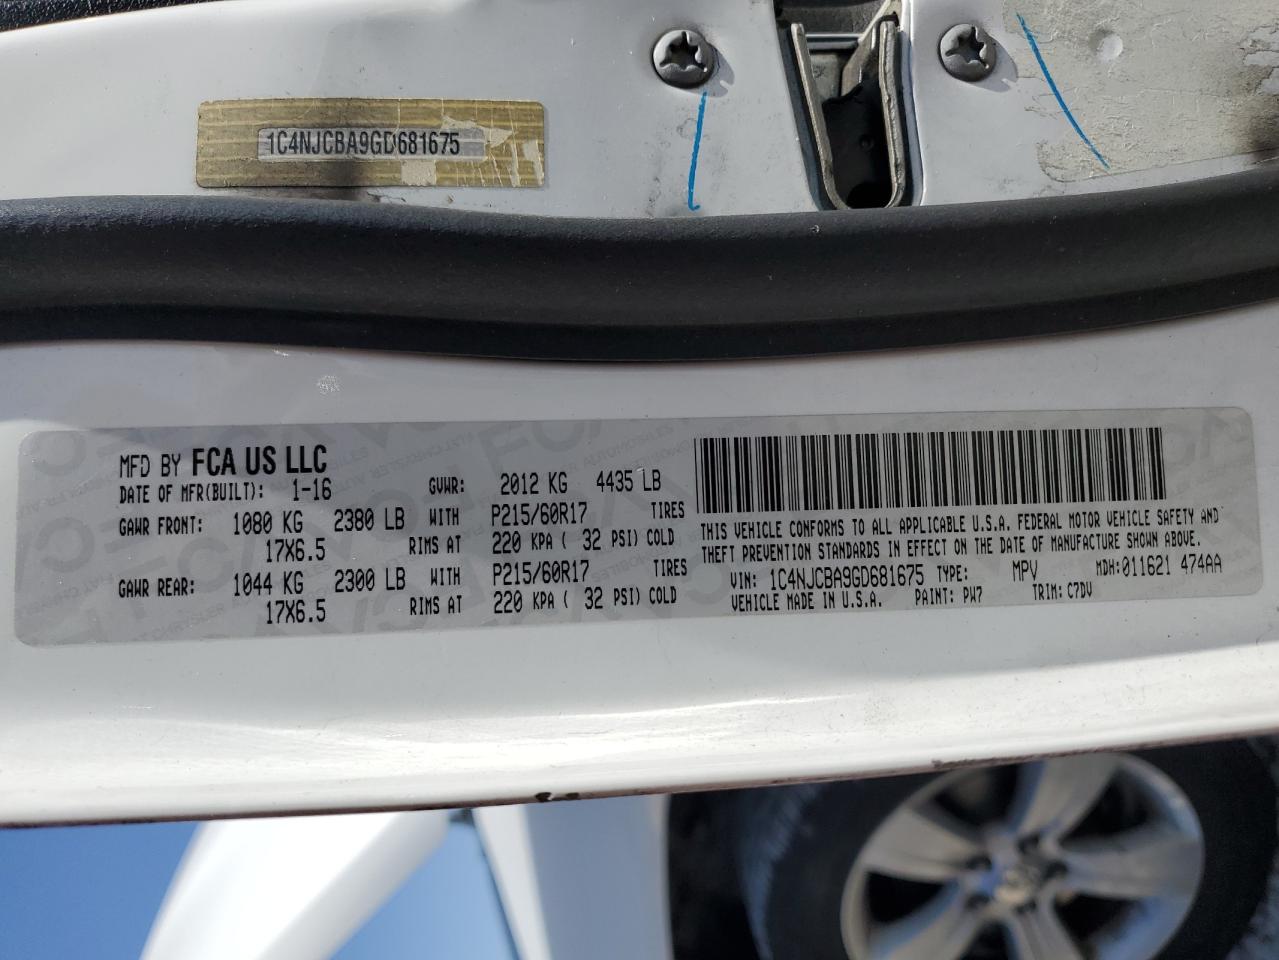 1C4NJCBA9GD681675
MFD BY FCA US LLC
DATE OF MFR(BUILT): 1-16 GVWR: 2012 KG 4435 LB
GAWR FRONT: 1080 KG 2380 LB WITH P215/60R17 TIRES
17X6.5 RIMS AT 220 KPA ( 32 PSI) COLD
GAWR REAR: 1044 KG 2300 LB WITH P215/60R17 TIRES
17X6.5 RIMS AT 220 KPA ( 32 PSI) COLD
THIS VEHICLE CONFORMS TO ALL APPLICABLE U.S.A. FEDERAL MOTOR VEHICLE SAFETY AND
THEFT PREVENTION STANDARDS IN EFFECT ON THE DATE OF MANUFACTURE SHOWN ABOVE.
VIN: 1C4NJCBA9GD681675 TYPE: MPV MDH:011621 474AA
VEHICLE MADE IN U.S.A. PAINT: PW7 TRIM: C7DV